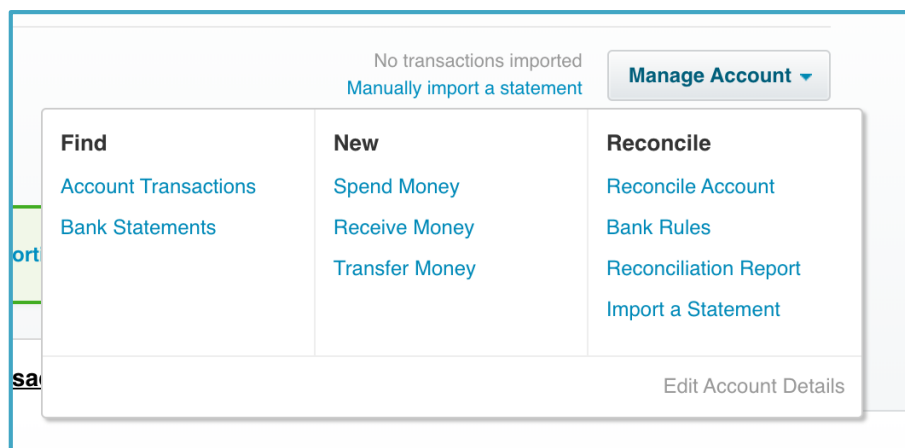 No transactions imported
Manually import a statement
Manage Account
Find
Account Transactions
Bank Statements
New
Spend Money
Receive Money
Transfer Money
Reconcile
Reconcile Account
Bank Rules
Reconciliation Report
Import a Statement
Edit Account Details